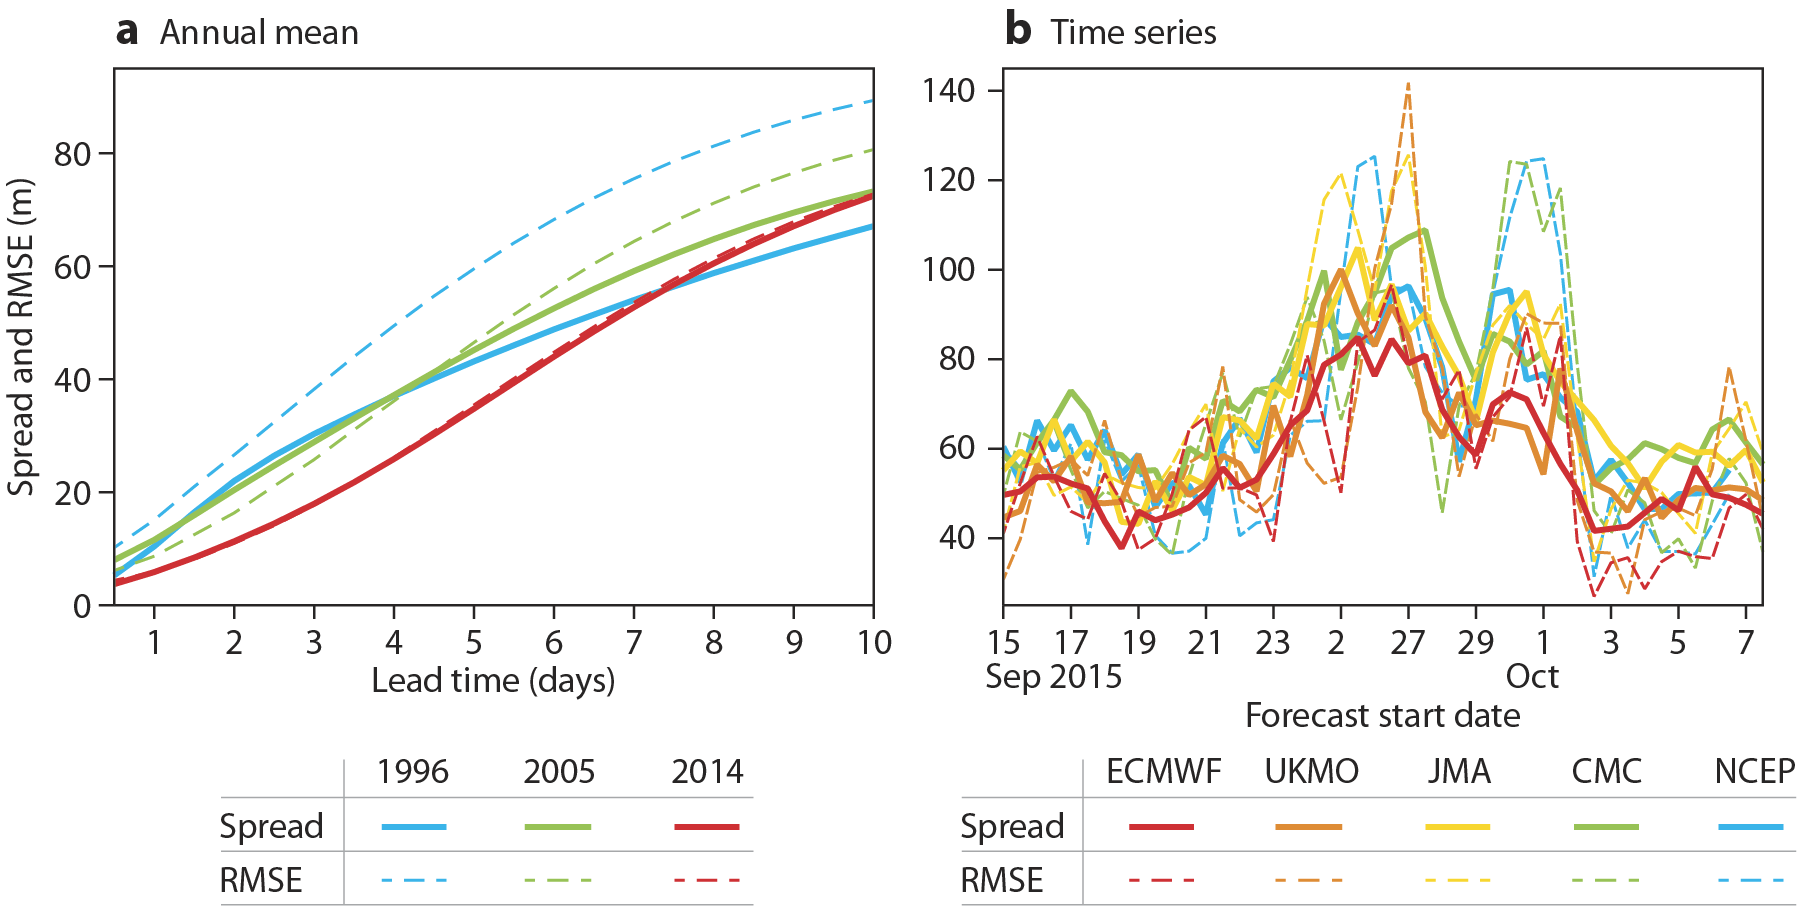 a Annual mean
Spread and RMSE (m)
80
60
40
20
0
1 2 3 4 5 6 7 8 9 10
Lead time (days)
1996 2005 2014
Spread
RMSE
b Time series
140
120
100
80
60
40
15 17 19 21 23 2 27 29 1 3 5 7
Sep 2015 Oct
Forecast start date
ECMWF UKMO JMA CMC NCEP
Spread
RMSE